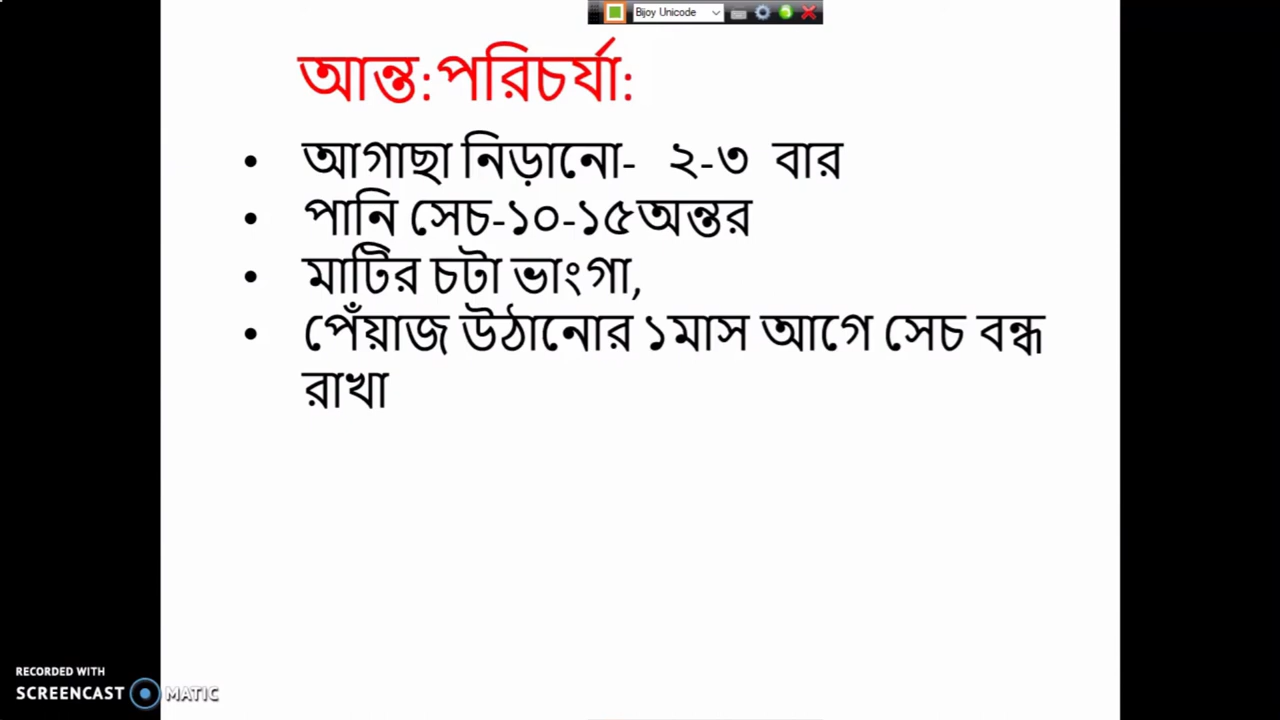 Bijoy Unicode
আন্ত:পরিচর্যা:
• আগাছা নিড়ানো- ২-৩ বার
• পানি সেচ-১০-১৫অন্তর
• মাটির চটা ভাংগা,
• পেঁয়াজ উঠানোর ১মাস আগে সেচ বন্ধ
রাখা
RECORDED WITH
SCREENCAST MATIC